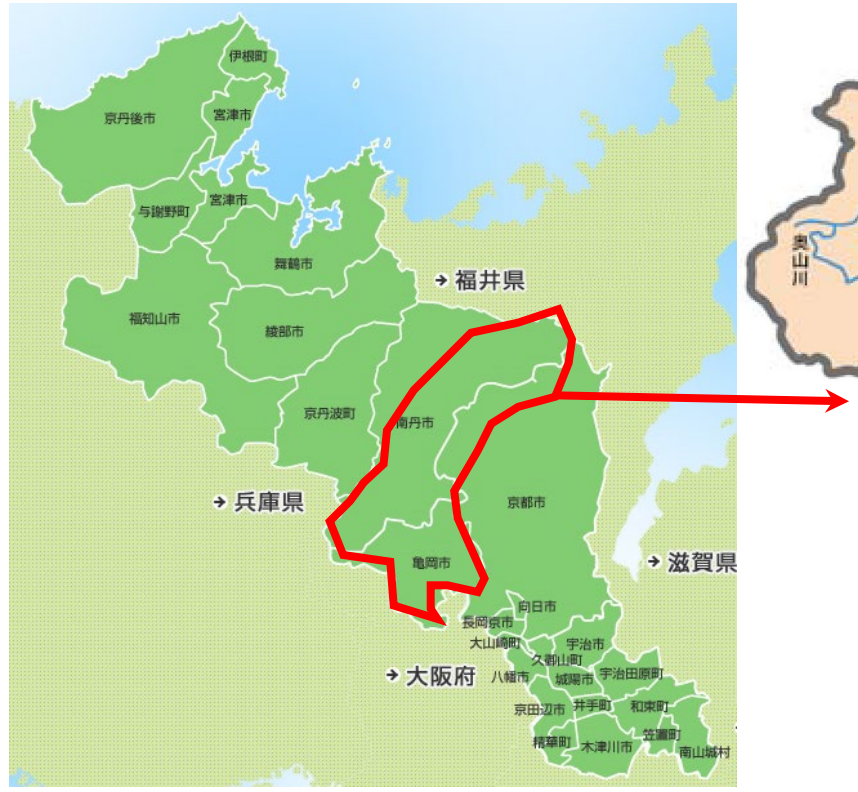 伊根町
京丹後市
宮津市
宮津市
与謝野町
舞鶴市
→ 福井県
福知山市
綾部市
京丹波町
南丹市
→ 兵庫県
京都市
亀岡市
→ 滋賀県
向日市
長岡京市
大山崎町
宇治市
久御山町
→ 大阪府
八幡市
城陽市
宇治田原町
京田辺市
井手町
和束町
精華町
木津川市
笠置町
南山城村
奥山川